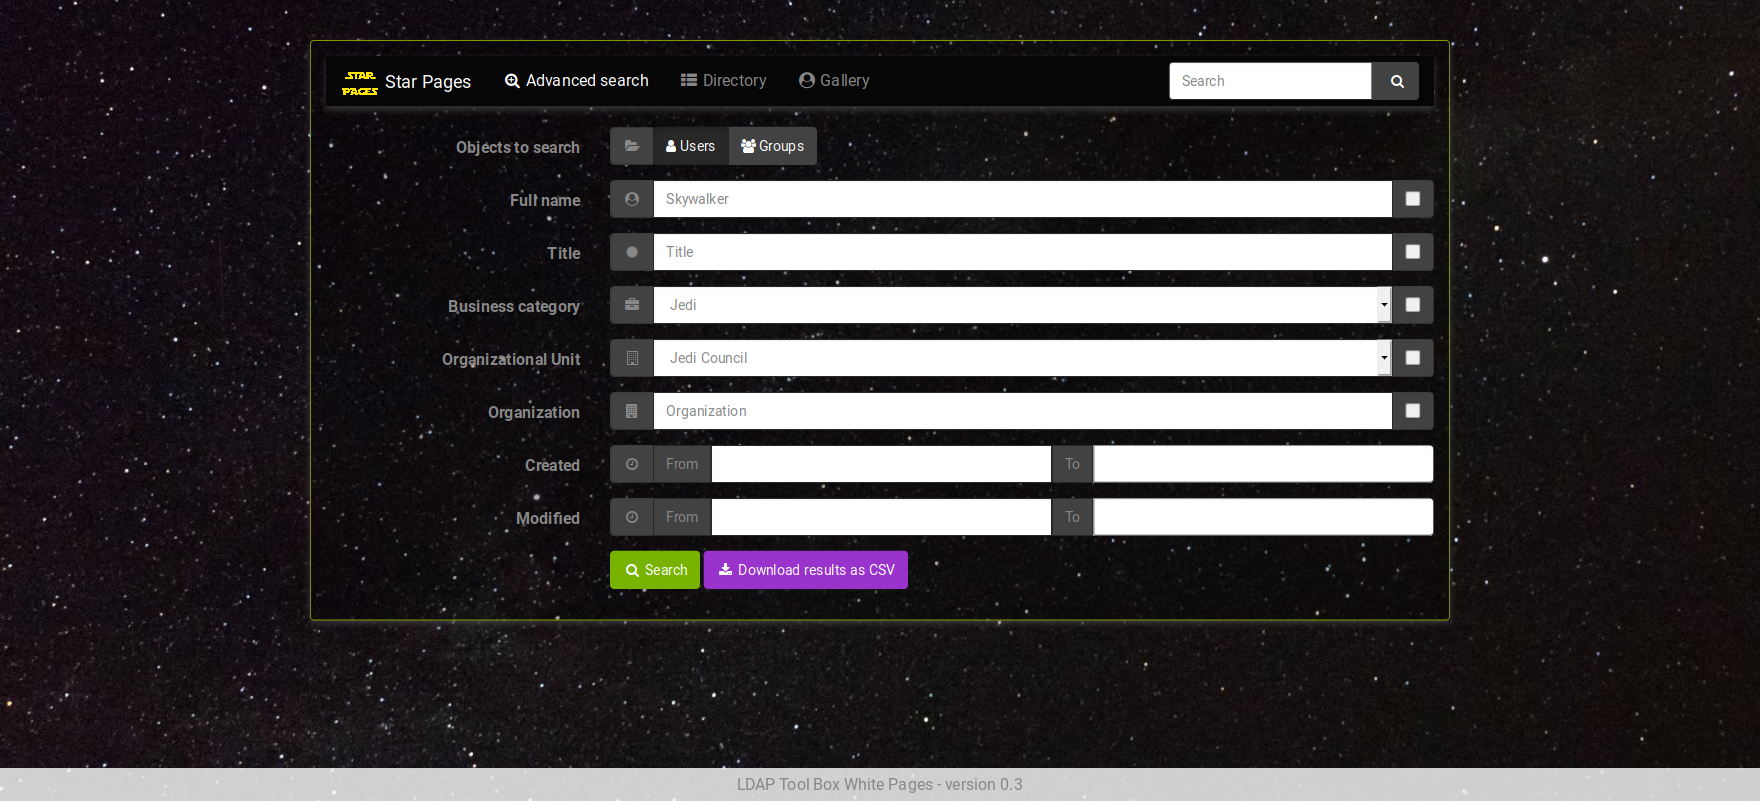 STAR PAGES Star Pages Advanced search Directory Gallery Search
Objects to search Users Groups
Full name Skywalker
Title Title
Business category Jedi
Organizational Unit Jedi Council
Organization Organization
Created From To
Modified From To
Search Download results as CSV
LDAP Tool Box White Pages - version 0.3